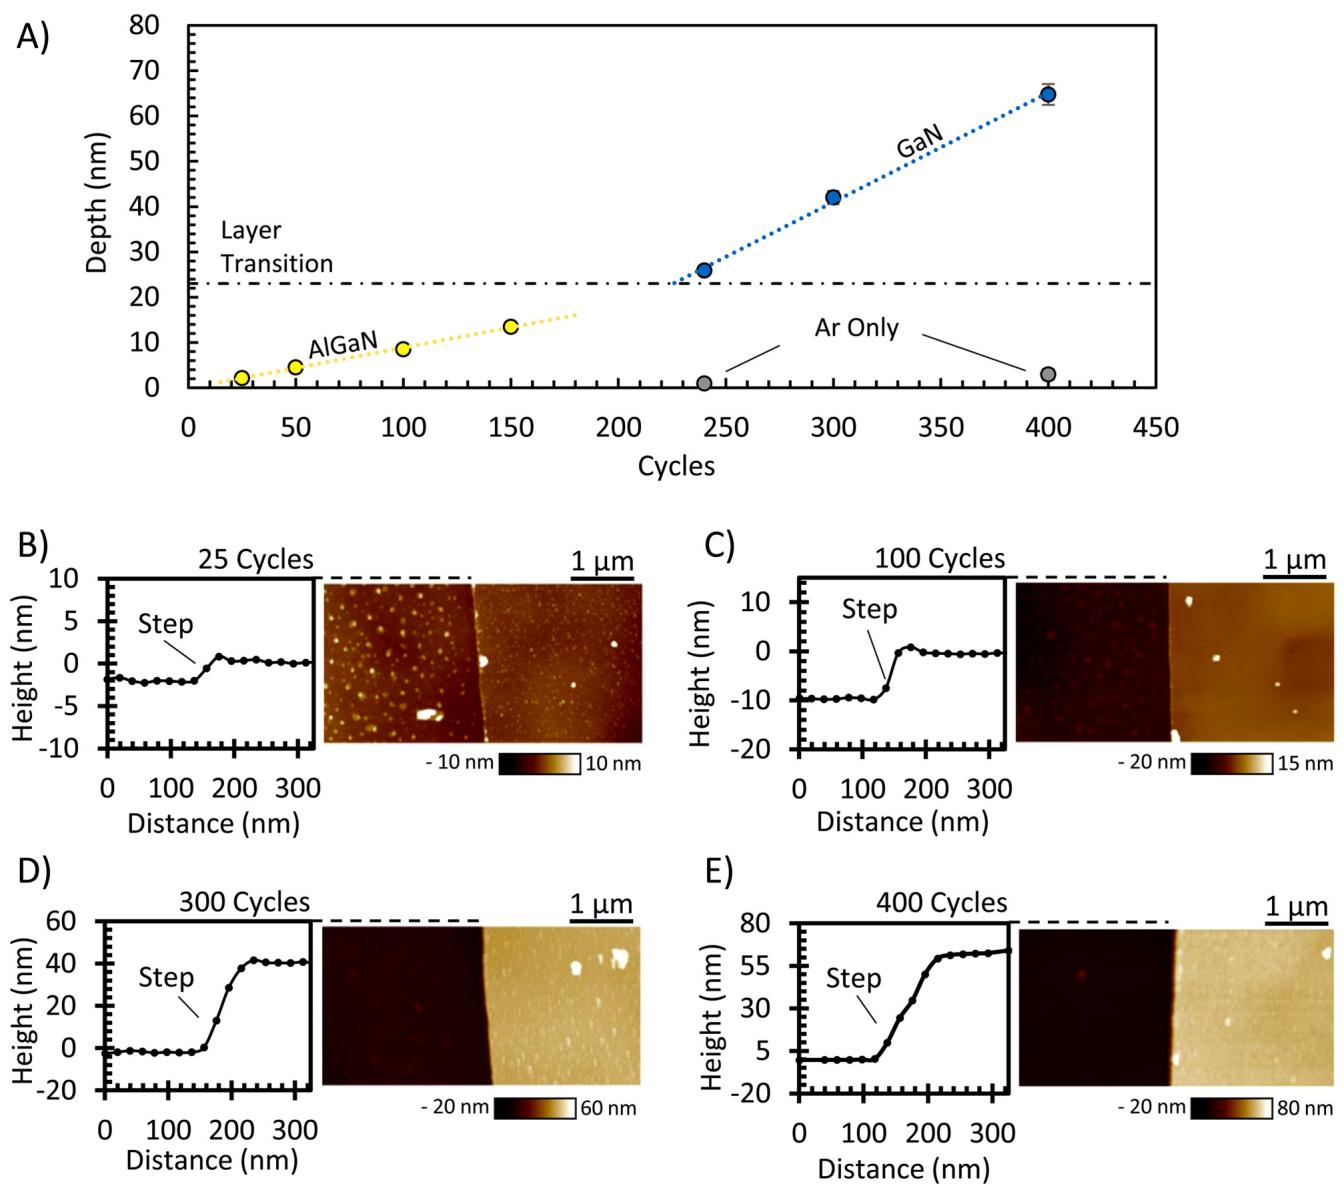 A)
80
70
60
50
40
30
20
10
0
Depth (nm)
Layer
Transition
AlGaN
GaN
Ar Only
0 50 100 150 200 250 300 350 400 450
Cycles
B)
25 Cycles
1 μm
10
5
0
-5
-10
Height (nm)
Step
- 10 nm 10 nm
0 100 200 300
Distance (nm)
C)
100 Cycles
1 μm
10
0
-10
-20
Height (nm)
Step
- 20 nm 15 nm
0 100 200 300
Distance (nm)
D)
300 Cycles
1 μm
60
40
20
0
-20
Height (nm)
Step
- 20 nm 60 nm
0 100 200 300
Distance (nm)
E)
400 Cycles
1 μm
80
55
30
5
-20
Height (nm)
Step
- 20 nm 80 nm
0 100 200 300
Distance (nm)